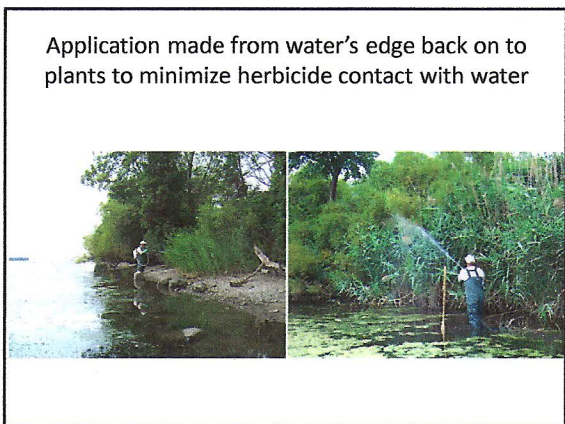 Application made from water's edge back on to
plants to minimize herbicide contact with water